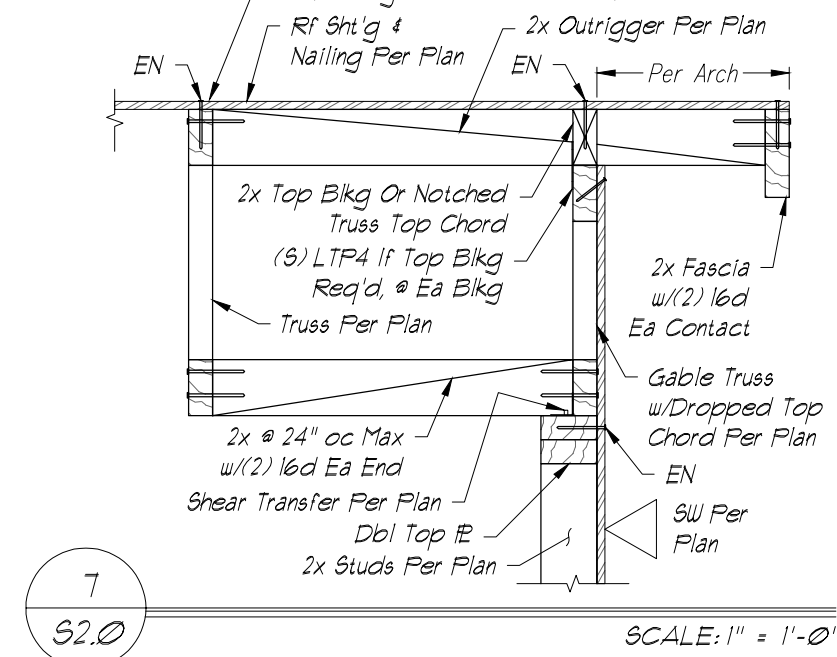 Rf Sht'g &
Nailing Per Plan
2x Outrigger Per Plan
EN
EN
Per Arch
2x Top Blkg Or Notched
Truss Top Chord
(S) LTP4 If Top Blkg
Req'd, @ Ea Blkg
Truss Per Plan
2x Fascia
w/(2) 16d
Ea Contact
Gable Truss
w/Dropped Top
Chord Per Plan
2x @ 24" oc Max
w/(2) 16d Ea End
EN
Shear Transfer Per Plan
Dbl Top PL
2x Studs Per Plan
SW Per
Plan
7
S2.0
SCALE: 1" = 1'-0"